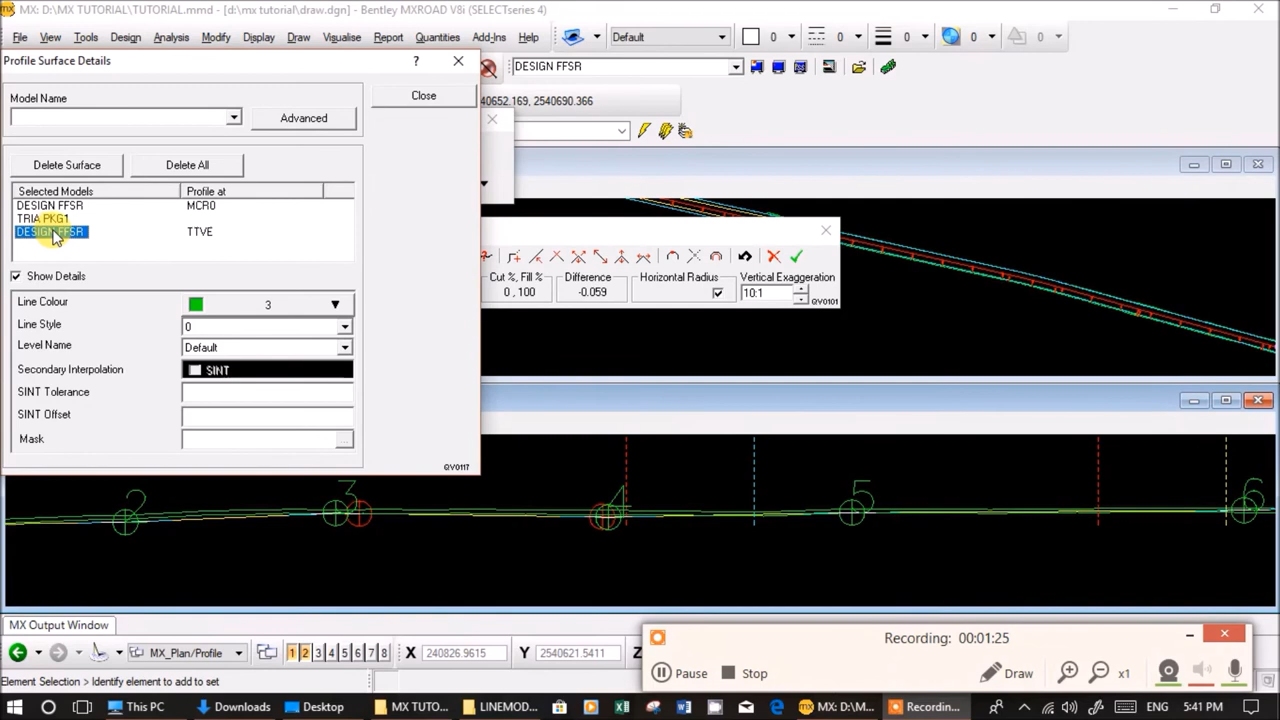 MX: D:\MX TUTORIAL\TUTORIAL.mmd - [d:\mx tutorial\draw.dgn] - Bentley MXROAD V8i (SELECTseries 4)
File View Tools Design Analysis Modify Display Draw Visualise Report Quantities Add-Ins Help
Default 0 0 0 0 0
Profile Surface Details ?
DESIGN FFSR
Model Name
Close
Advanced
40652.169, 2540690.366
Delete Surface Delete All
Selected Models Profile at
DESIGN FFSR MCR0
TRIA PKG1
DESIGN FFSR TTVE
Show Details
Cut %, Fill % Difference Horizontal Radius Vertical Exaggeration
0 , 100 -0.059 10:1 QV0101
Line Colour 3
Line Style 0
Level Name Default
Secondary Interpolation SINT
SINT Tolerance
SINT Offset
Mask ...
QV0117
2 3 4 5 6
MX Output Window
Recording: 00:01:25
MX_Plan/Profile 1 2 3 4 5 6 7 8 X 240826.9615 Y 2540621.5411 Z
Pause Stop Draw x1
Element Selection > Identify element to add to set
This PC Downloads Desktop MX TUTO... LINEMOD... MX: D:\M... Recordin... ENG 5:41 PM